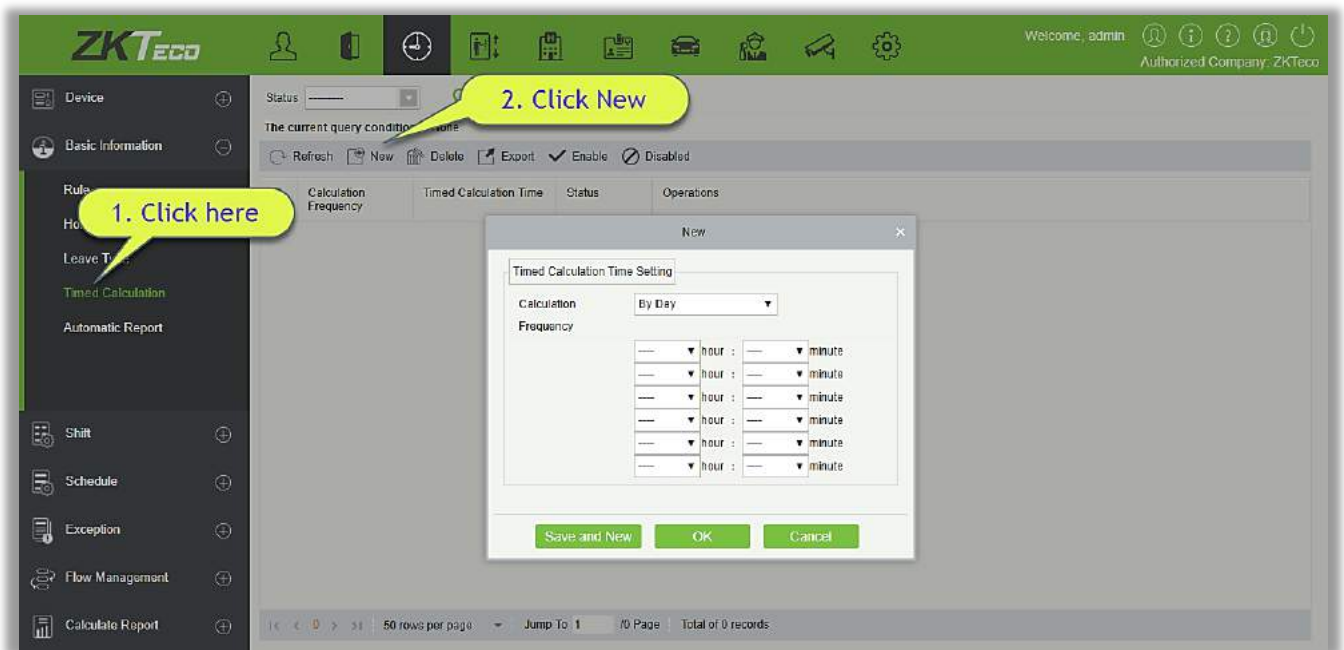 ZKTeco
Welcome, admin
Authorized Company: ZKTeco
Device
Basic Information
Rule
1. Click here
Timed Calculation
Automatic Report
Shift
Schedule
Exception
Flow Management
Calculate Report
Status ---------
2. Click New
The current query
Refresh New Delete Export Enable Disabled
Calculation Frequency Timed Calculation Time Status Operations
New
Timed Calculation Time Setting
Calculation Frequency By Day
---- hour : ---- minute
---- hour : ---- minute
---- hour : ---- minute
---- hour : ---- minute
---- hour : ---- minute
---- hour : ---- minute
Save and New OK Cancel
0 50 rows per page Jump To 1 /0 Page Total of 0 records